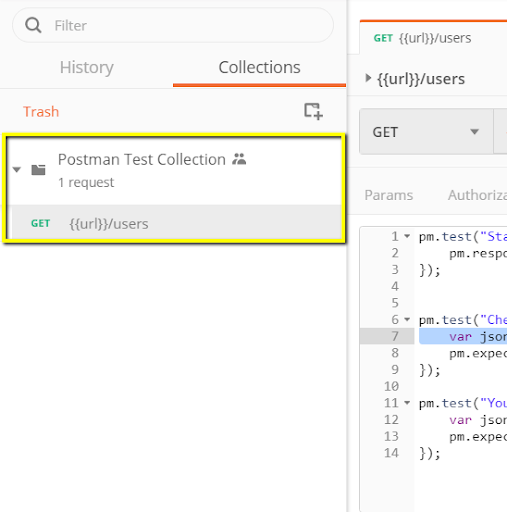 Filter
History
Collections
Trash
Postman Test Collection
1 request
GET {{url}}/users
GET {{url}}/users
{{url}}/users
GET
Params
Authoriza
1 pm.test("Sta
2 pm.respo
3 });
4
5
6 pm.test("Che
7 var json
8 pm.expec
9 });
10
11 pm.test("You
12 var json
13 pm.expec
14 });